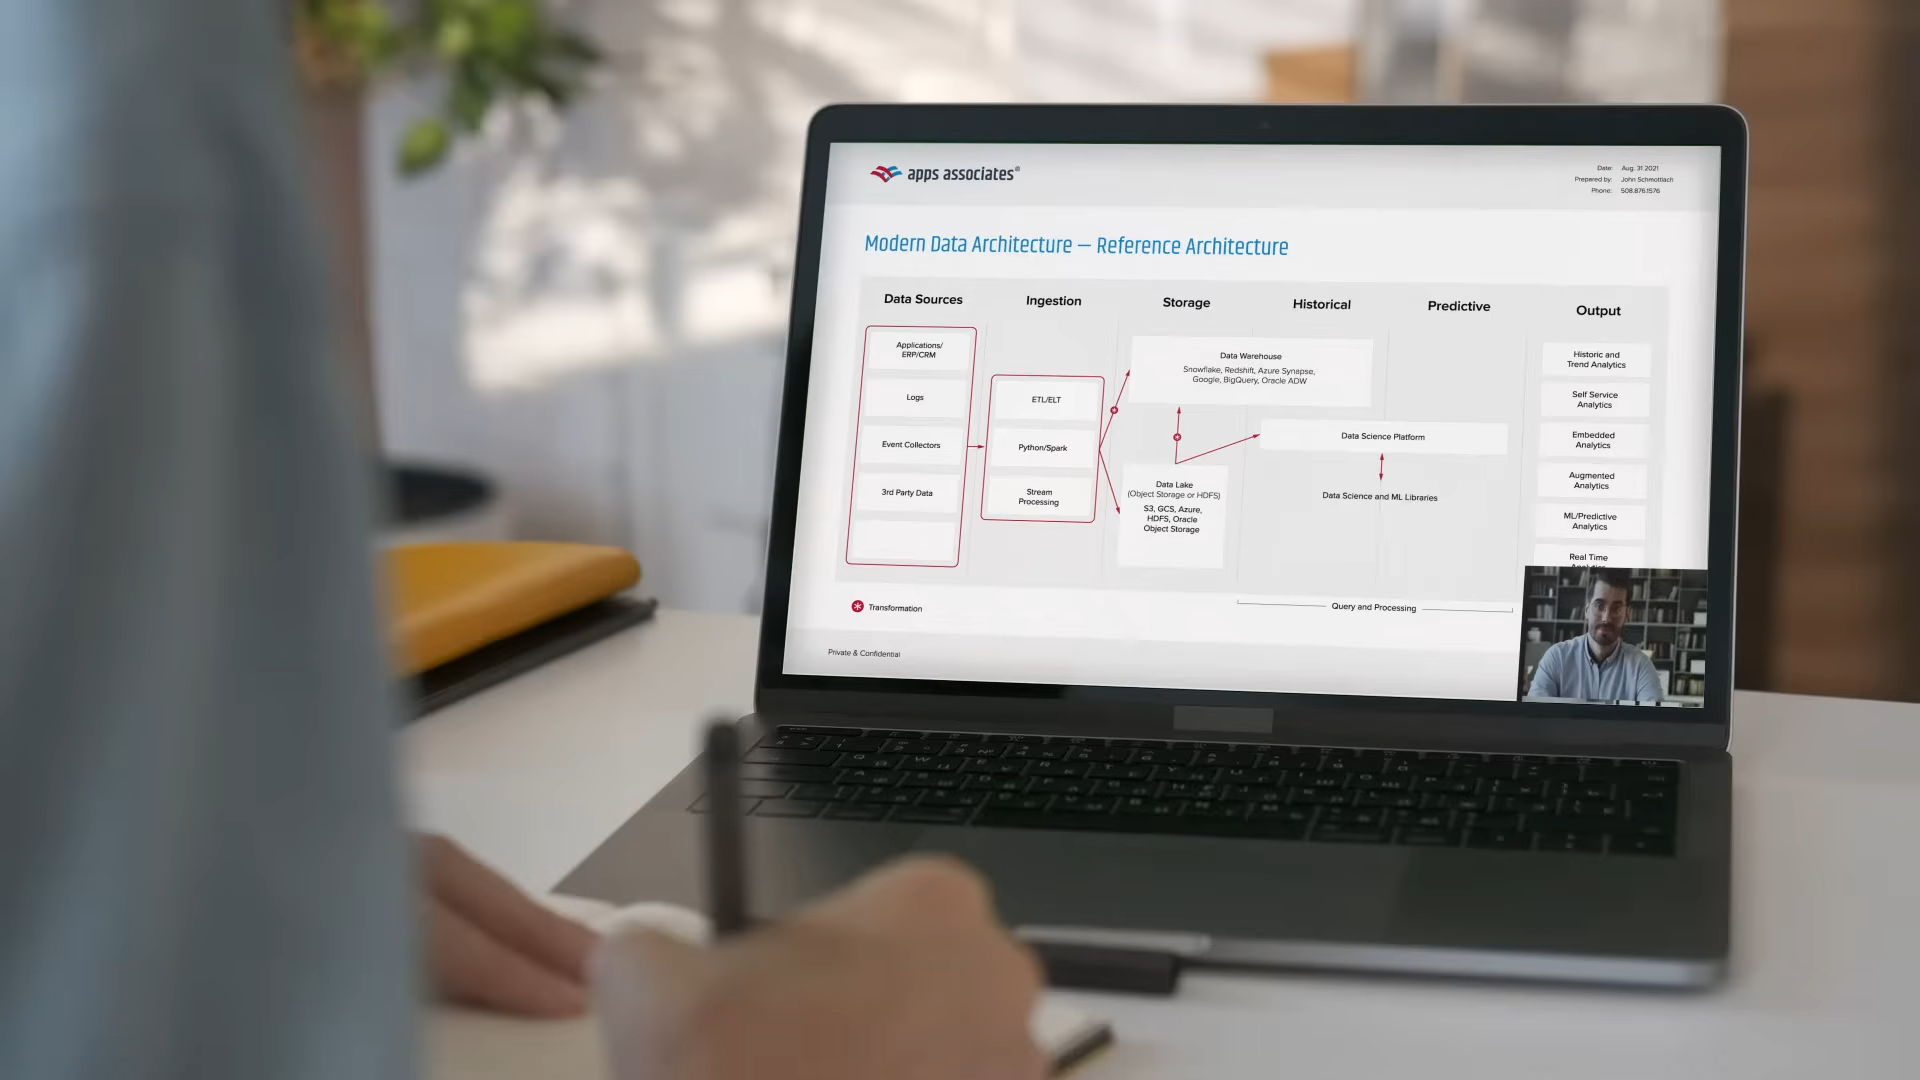 apps associates®
Date: Aug. 31 2021
Prepared by: John Schmottlach
Phone: 508.876.1576
Modern Data Architecture – Reference Architecture
Data Sources
Ingestion
Storage
Historical
Predictive
Output
Applications/
ERP/CRM
Logs
Event Collectors
3rd Party Data
ETL/ELT
Python/Spark
Stream
Processing
Data Warehouse
Snowflake, Redshift, Azure Synapse,
Google, BigQuery, Oracle ADW
Data Lake
(Object Storage or HDFS)
S3, GCS, Azure,
HDFS, Oracle
Object Storage
Data Science Platform
Data Science and ML Libraries
Historic and
Trend Analytics
Self Service
Analytics
Embedded
Analytics
Augmented
Analytics
ML/Predictive
Analytics
Real Time
Transformation
Query and Processing
Private & Confidential